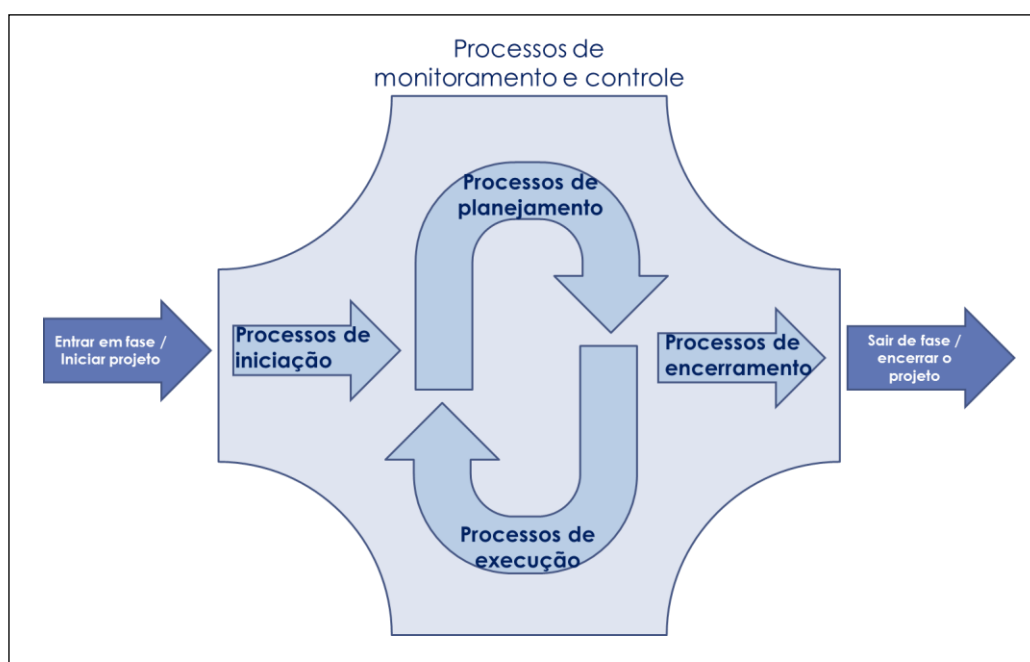 Processos de
monitoramento e controle
Processos de
planejamento
Entrar em fase /
Iniciar projeto
Processos de
iniciação
Processos de
encerramento
Sair de fase /
encerrar o
projeto
Processos de
execução